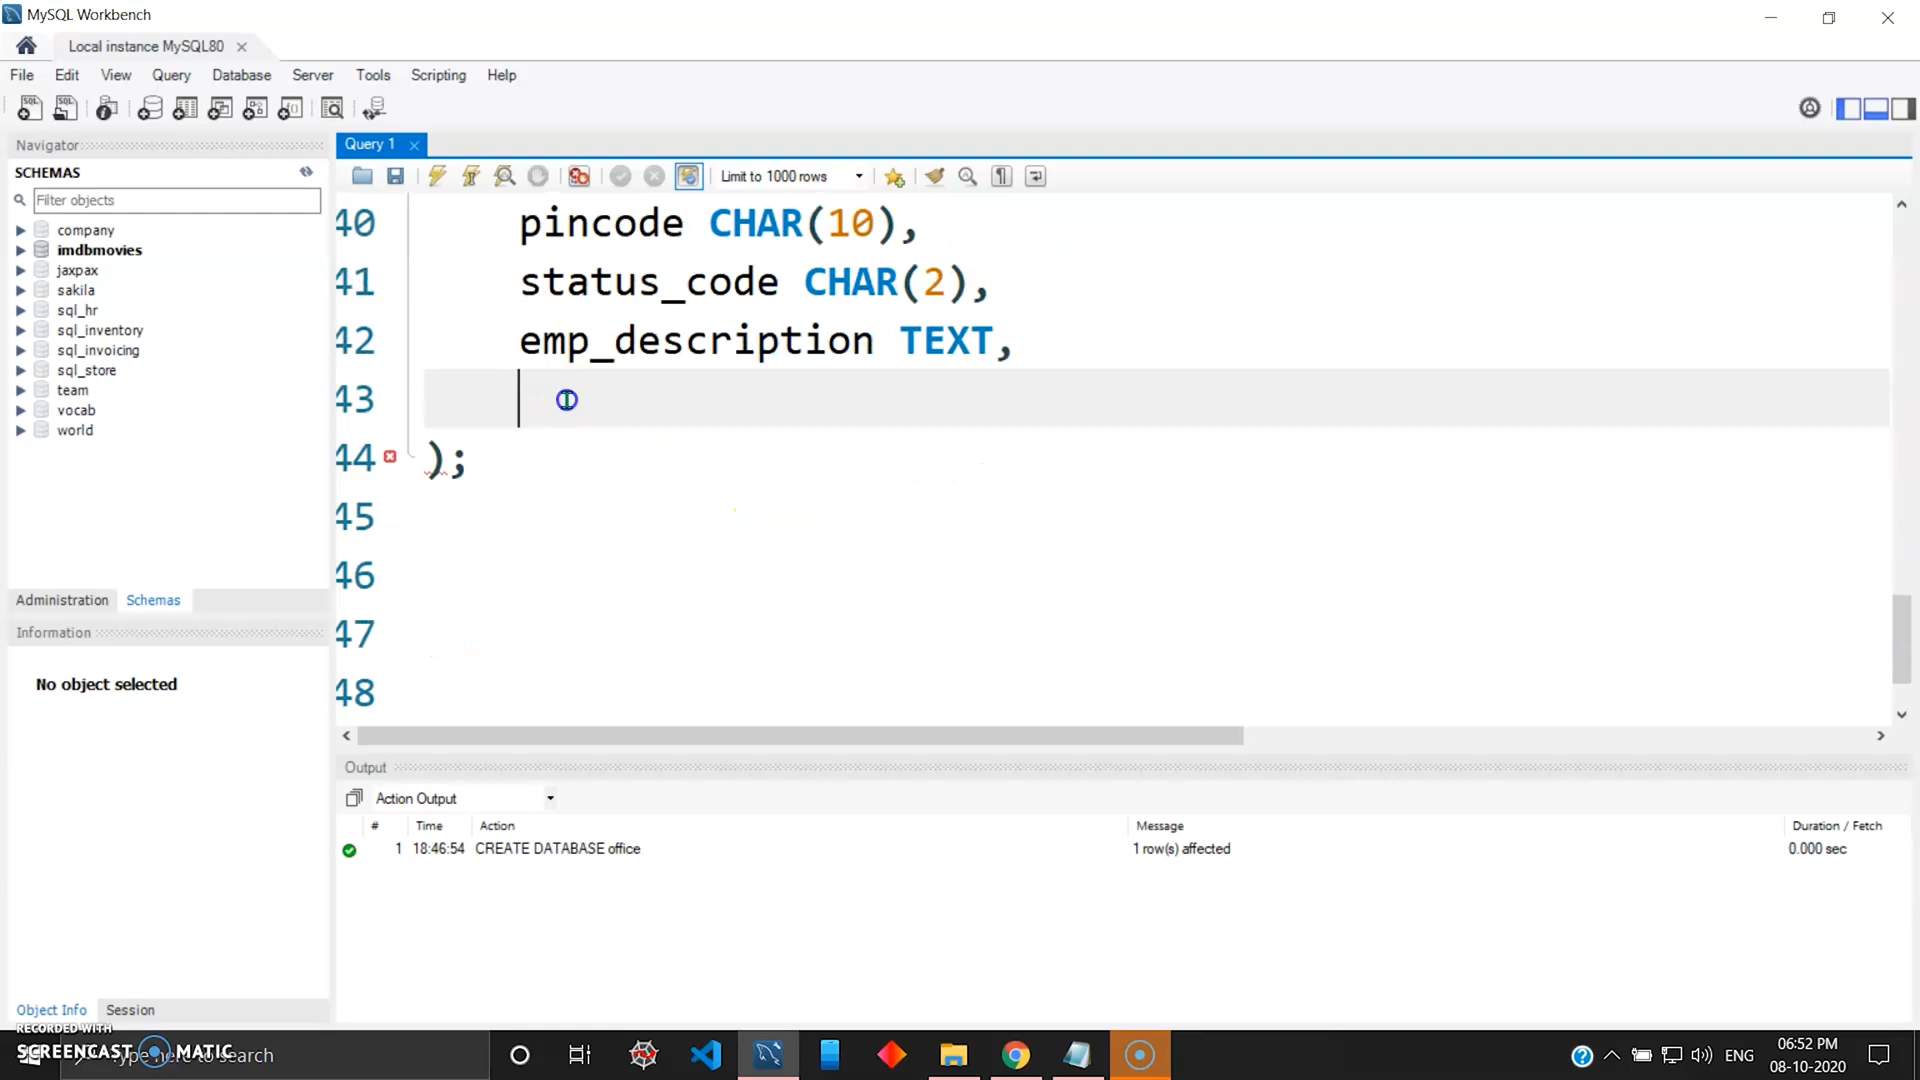 MySQL Workbench
Local instance MySQL80
File Edit View Query Database Server Tools Scripting Help
Navigator
SCHEMAS
Filter objects
company
imdbmovies
jaxpax
sakila
sql_hr
sql_inventory
sql_invoicing
sql_store
team
vocab
world
Administration Schemas
Information
No object selected
Object Info Session
Query 1
Limit to 1000 rows
40 pincode CHAR(10),
41 status_code CHAR(2),
42 emp_description TEXT,
43
44 );
45
46
47
48
Output
Action Output
# Time Action Message Duration / Fetch
1 18:46:54 CREATE DATABASE office 1 row(s) affected 0.000 sec
RECORDED WITH
SCREENCAST MATIC
Type here to search
ENG
06:52 PM
08-10-2020